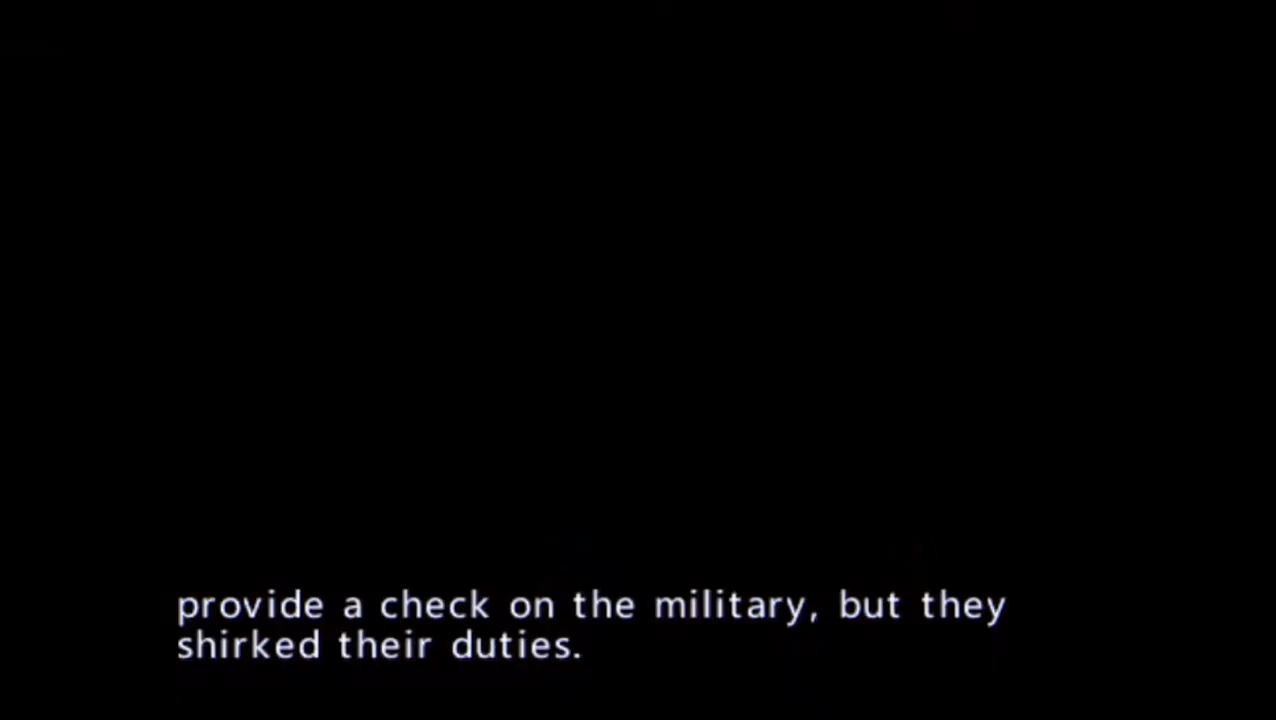 provide a check on the military, but they
shirked their duties.